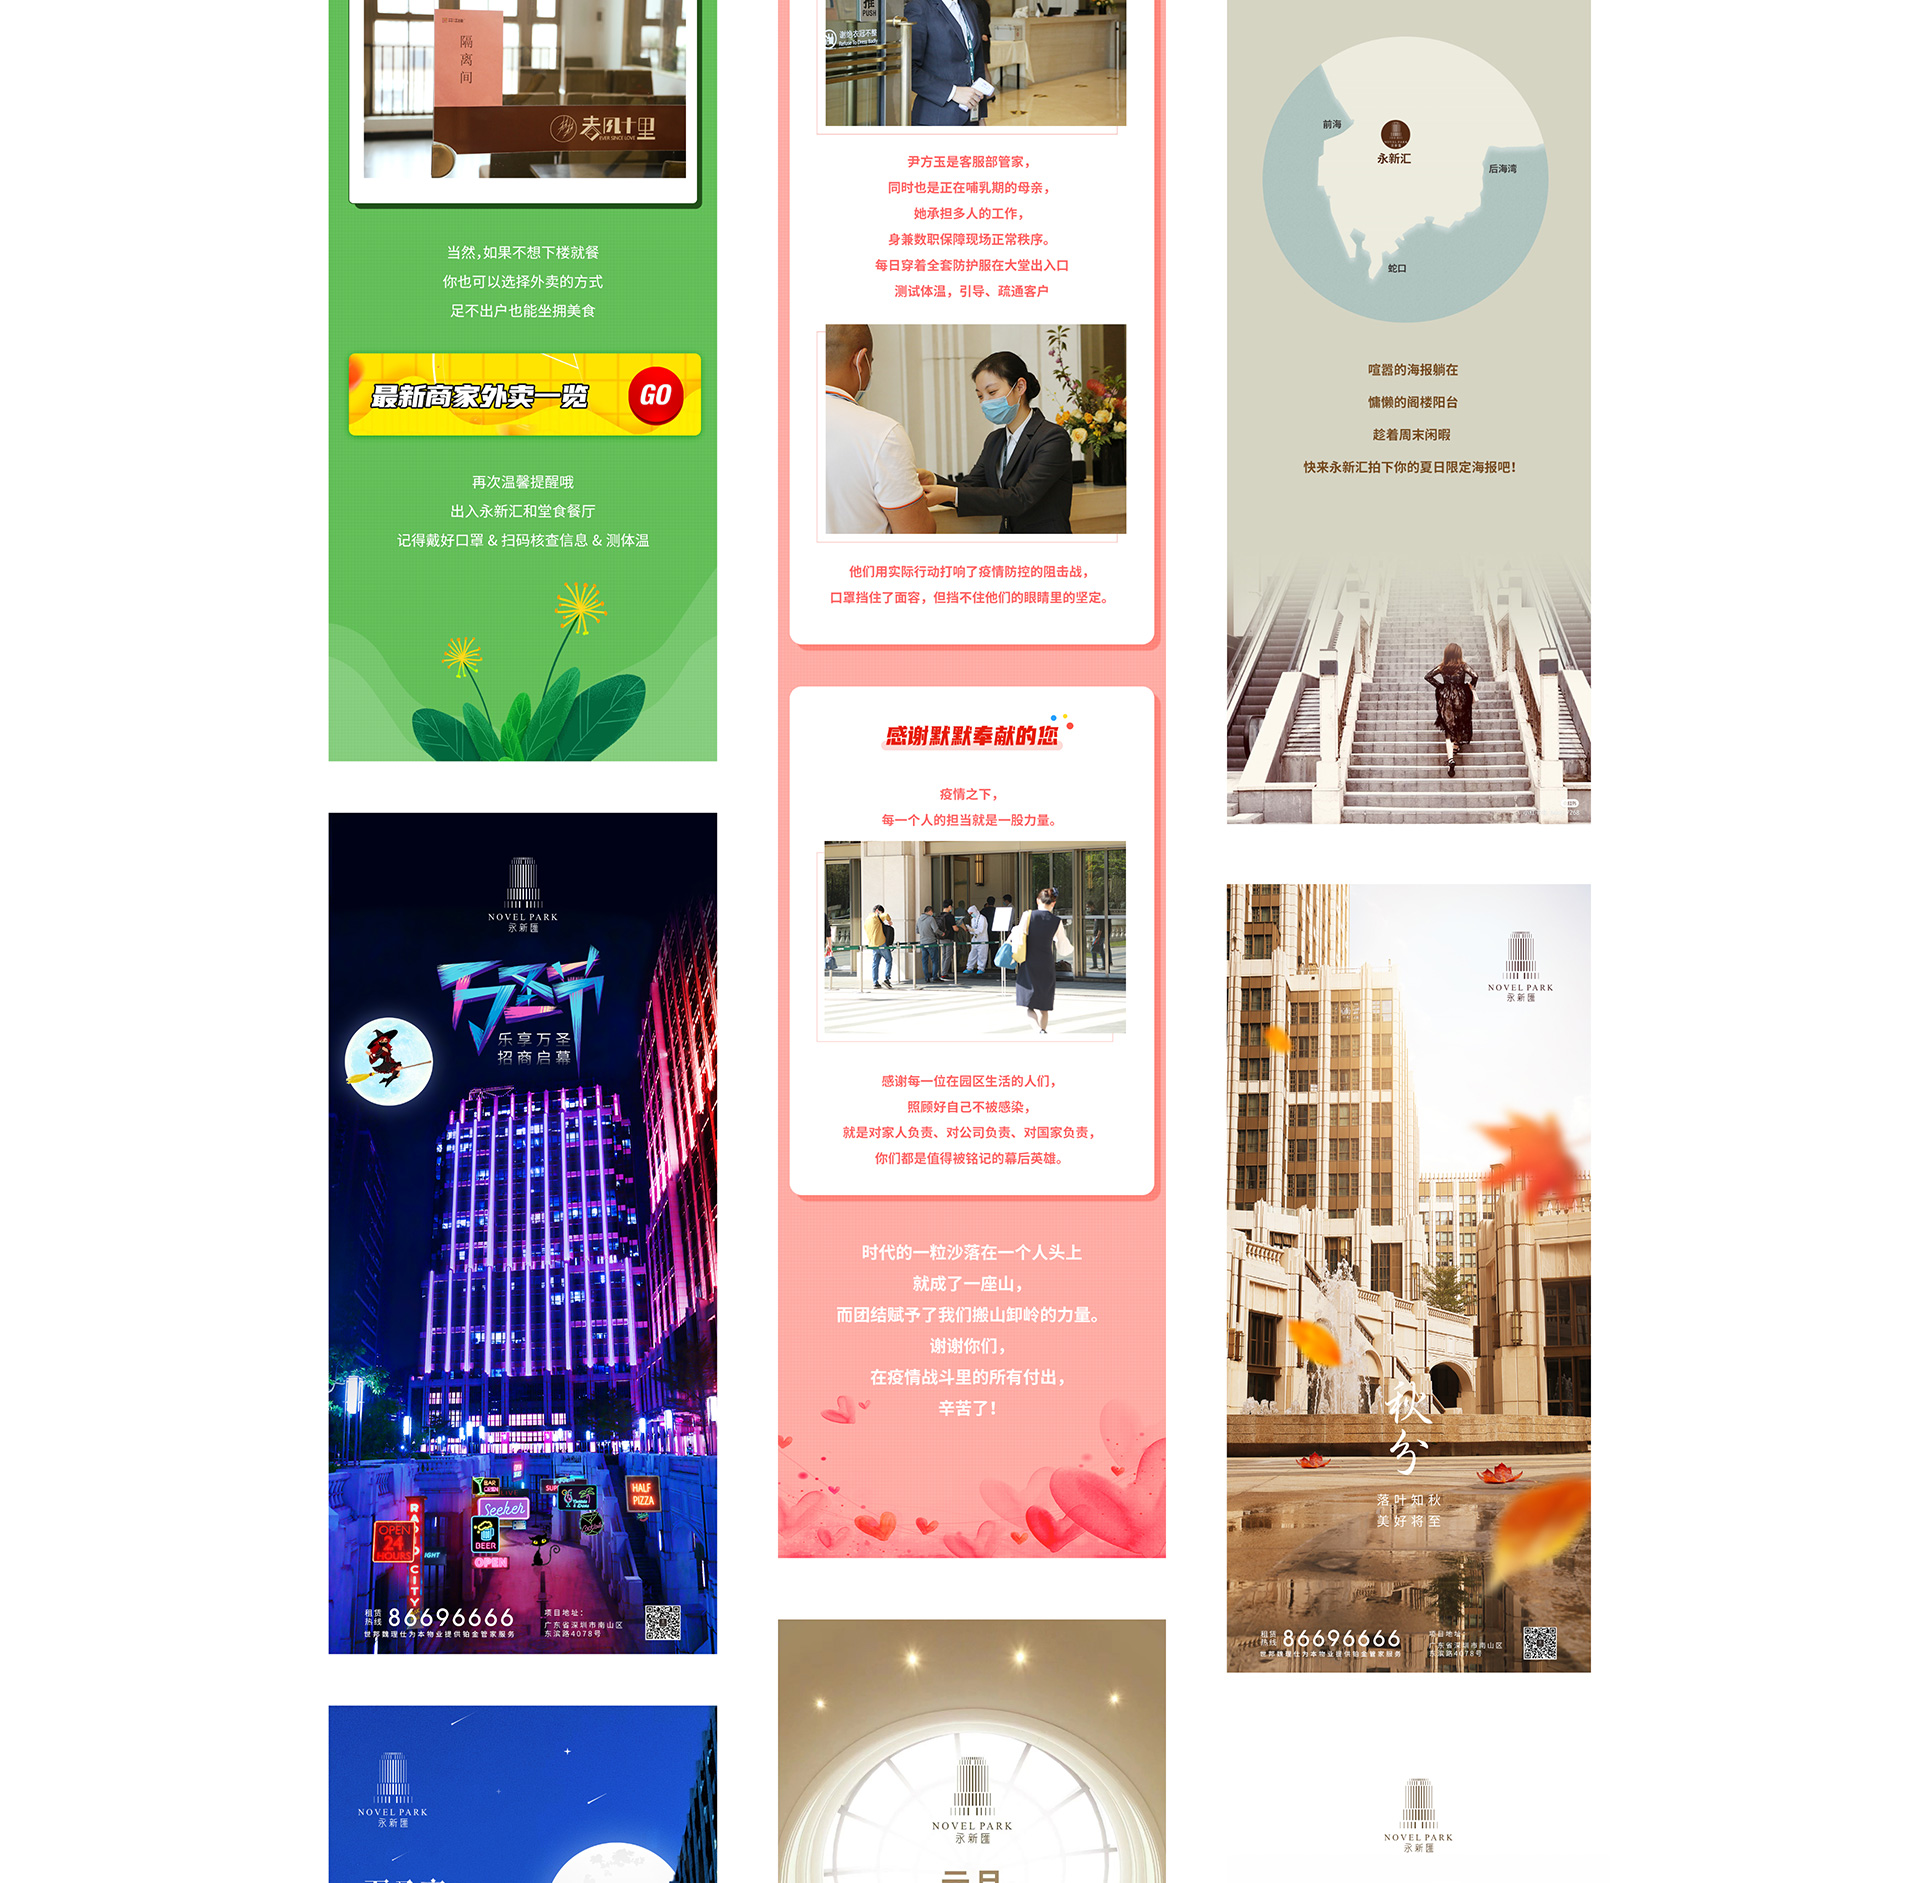 隔
离
间
春风十里
EVER SINCE LOVE
当然，如果不想下楼就餐
你也可以选择外卖的方式
足不出户也能坐拥美食
最新商家外卖一览
GO
再次温馨提醒哦
出入永新汇和堂食餐厅
记得戴好口罩 & 扫码核查信息 & 测体温
NOVEL PARK
永新匯
万圣节
乐享万圣
招商启幕
BAR
OPEN
LIVE
Seeker
HALF
PIZZA
OPEN
24
HOURS
RADIO CITY
BEER
OPEN
租赁
热线
86696666
世邦魏理仕为本物业提供铂金管家服务
项目地址：
广东省深圳市南山区
东滨路4078号
NOVEL PARK
永新匯
推
PUSH
谢绝衣冠不整
尹方玉是客服部管家，
同时也是正在哺乳期的母亲，
她承担多人的工作，
身兼数职保障现场正常秩序。
每日穿着全套防护服在大堂出入口
测试体温，引导、疏通客户
他们用实际行动打响了疫情防控的阻击战，
口罩挡住了面容，但挡不住他们的眼睛里的坚定。
感谢默默奉献的您
疫情之下，
每一个人的担当就是一股力量。
感谢每一位在园区生活的人们，
照顾好自己不被感染，
就是对家人负责、对公司负责、对国家负责，
你们都是值得被铭记的幕后英雄。
时代的一粒沙落在一个人头上
就成了一座山，
而团结赋予了我们搬山卸岭的力量。
谢谢你们，
在疫情战斗里的所有付出，
辛苦了！
NOVEL PARK
永新匯
元旦
前海
永新汇
后海湾
蛇口
喧嚣的海报躺在
慵懒的阁楼阳台
趁着周末闲暇
快来永新汇拍下你的夏日限定海报吧！
NOVEL PARK
永新匯
秋
分
落叶知秋
美好将至
租赁
热线
86696666
世邦魏理仕为本物业提供铂金管家服务
项目地址：
广东省深圳市南山区
东滨路4078号
NOVEL PARK
永新匯